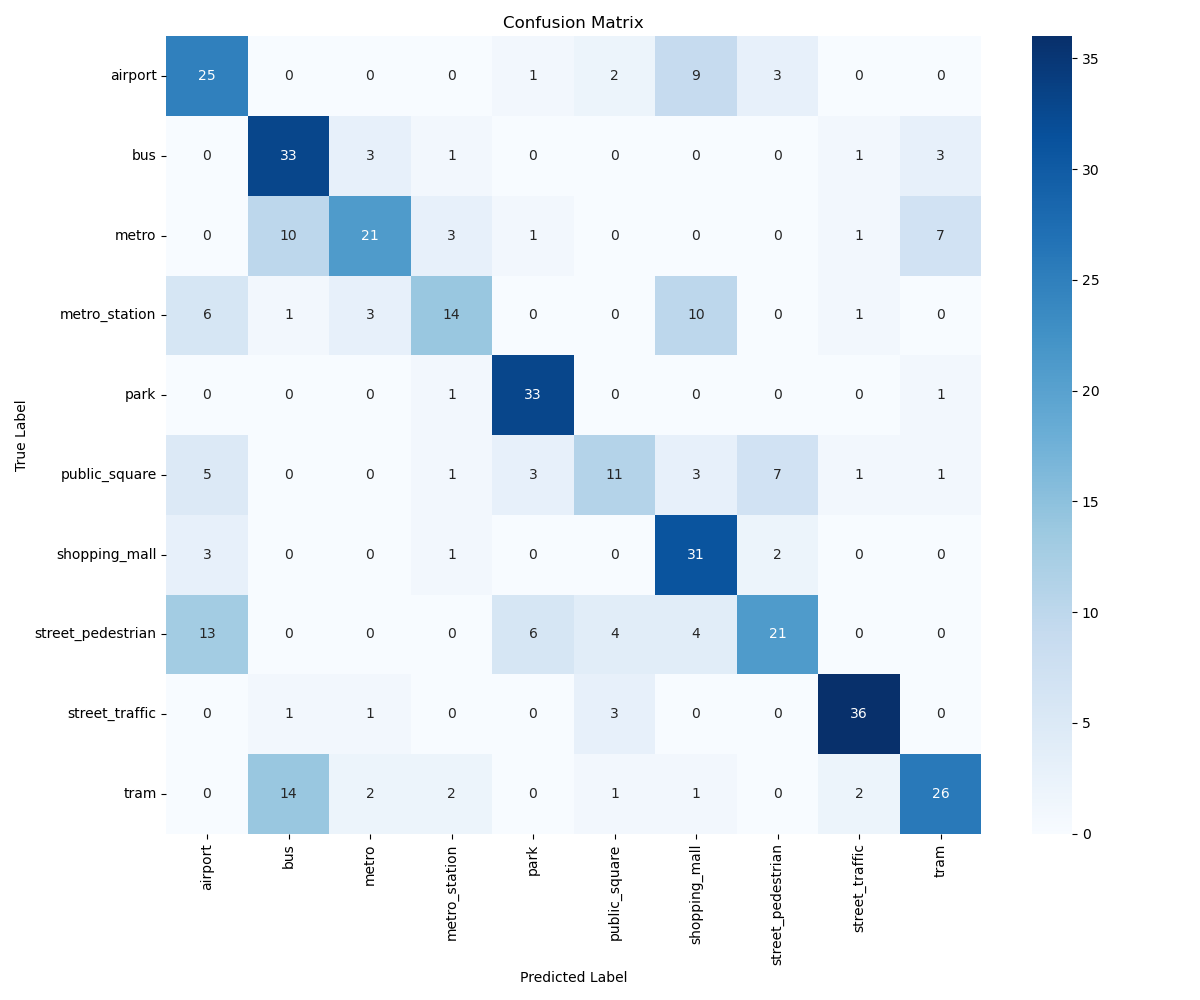 Confusion Matrix
True Label
airport 25 0 0 0 1 2 9 3 0 0
bus 0 33 3 1 0 0 0 0 1 3
metro 0 10 21 3 1 0 0 0 1 7
metro_station 6 1 3 14 0 0 10 0 1 0
park 0 0 0 1 33 0 0 0 0 1
public_square 5 0 0 1 3 11 3 7 1 1
shopping_mall 3 0 0 1 0 0 31 2 0 0
street_pedestrian 13 0 0 0 6 4 4 21 0 0
street_traffic 0 1 1 0 0 3 0 0 36 0
tram 0 14 2 2 0 1 1 0 2 26
airport bus metro metro_station park public_square shopping_mall street_pedestrian street_traffic tram
Predicted Label
35
30
25
20
15
10
5
0